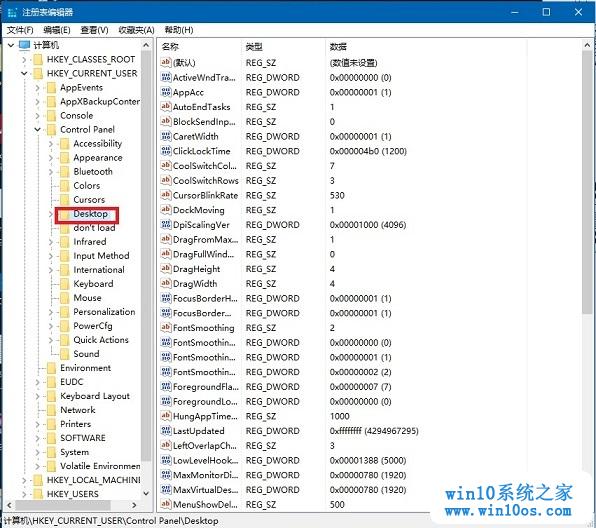 注册表编辑器
文件(F) 编辑(E) 查看(V) 收藏夹(A) 帮助(H)
计算机
HKEY_CLASSES_ROOT
HKEY_CURRENT_USER
AppEvents
AppXBackupConter
Console
Control Panel
Accessibility
Appearance
Bluetooth
Colors
Cursors
Desktop
don't load
Infrared
Input Method
International
Keyboard
Mouse
Personalization
PowerCfg
Quick Actions
Sound
Environment
EUDC
Keyboard Layout
Network
Printers
SOFTWARE
System
Volatile Environmen
HKEY_LOCAL_MACHINI
HKEY_USERS
名称 类型 数据
(默认) REG_SZ (数值未设置)
ActiveWndTra... REG_DWORD 0x00000000 (0)
AppAcc REG_DWORD 0x00000001 (1)
AutoEndTasks REG_SZ 1
BlockSendInp... REG_SZ 0
CaretWidth REG_DWORD 0x00000001 (1)
ClickLockTime REG_DWORD 0x000004b0 (1200)
CoolSwitchCol... REG_SZ 7
CoolSwitchRows REG_SZ 3
CursorBlinkRate REG_SZ 530
DockMoving REG_SZ 1
DpiScalingVer REG_DWORD 0x00001000 (4096)
DragFromMax... REG_SZ 1
DragFullWind... REG_SZ 0
DragHeight REG_SZ 4
DragWidth REG_SZ 4
FocusBorderH... REG_DWORD 0x00000001 (1)
FocusBorderW... REG_DWORD 0x00000001 (1)
FontSmoothing REG_SZ 2
FontSmoothin... REG_DWORD 0x00000000 (0)
FontSmoothin... REG_DWORD 0x00000001 (1)
FontSmoothin... REG_DWORD 0x00000002 (2)
ForegroundFla... REG_DWORD 0x00000007 (7)
ForegroundLo... REG_DWORD 0x00000000 (0)
HungAppTime... REG_SZ 1000
LastUpdated REG_DWORD 0xffffffff (4294967295)
LeftOverlapCh... REG_SZ 3
LowLevelHook... REG_DWORD 0x00001388 (5000)
MaxMonitorDi... REG_DWORD 0x00000780 (1920)
MaxVirtualDes... REG_DWORD 0x00000780 (1920)
MenuShowDel... REG_SZ 500
计算机\HKEY_CURRENT_USER\Control Panel\Desktop
win10系统之家
www.win10os.com